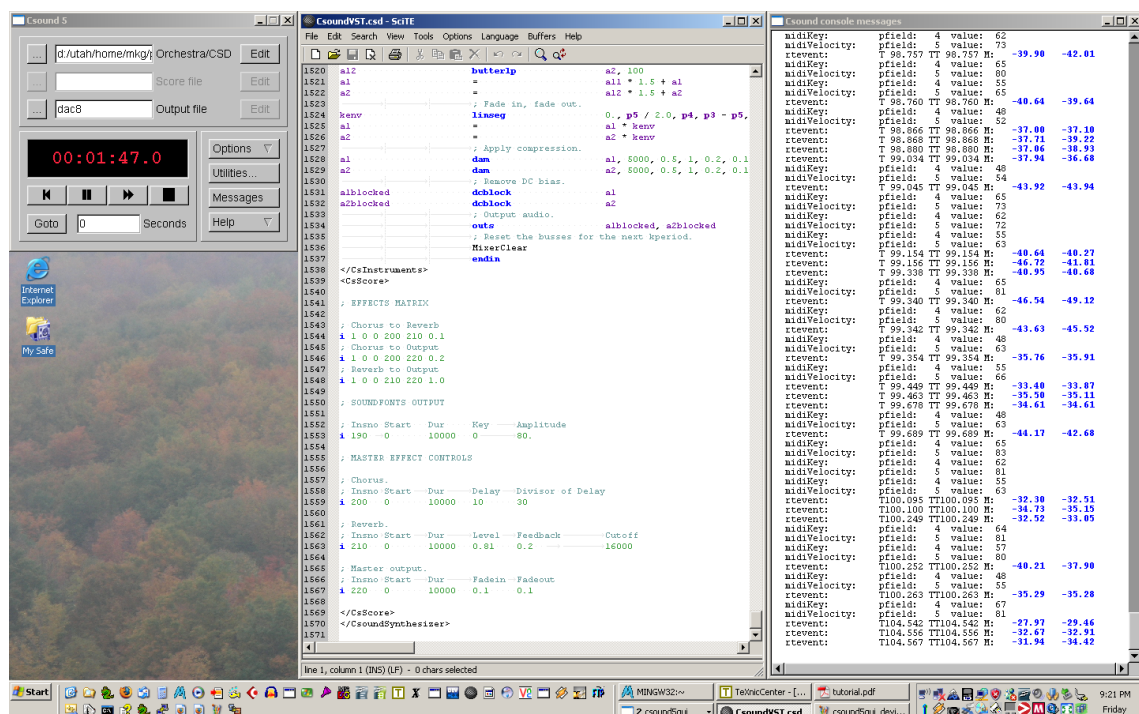 Csound 5
... d:/utah/home/mkg/p Orchestra/CSD Edit
... Score file Edit
... dac8 Output file Edit
00:01:47.0
Options
Utilities...
Messages
Goto 0 Seconds Help
Internet
Explorer
My Safe
CsoundVST.csd - SciTE
File Edit Search View Tools Options Language Buffers Help
1520 al2 butterlp a2, 100
1521 a1 = al1 * 1.5 + a1
1522 a2 = al2 * 1.5 + a2
1523 ; Fade in, fade out.
1524 kenv linseg 0., p5 / 2.0, p4, p3 - p5,
1525 a1 = a1 * kenv
1526 a2 = a2 * kenv
1527 ; Apply compression.
1528 a1 dam a1, 5000, 0.5, 1, 0.2, 0.1
1529 a2 dam a2, 5000, 0.5, 1, 0.2, 0.1
1530 ; Remove DC bias.
1531 a1blocked dcblock a1
1532 a2blocked dcblock a2
1533 ; Output audio.
1534 outs a1blocked, a2blocked
1535 ; Reset the busses for the next kperiod.
1536 MixerClear
1537 endin
1538 </CsInstruments>
1539 <CsScore>
1540
1541 ; EFFECTS MATRIX
1542
1543 ; Chorus to Reverb
1544 i 1 0 0 200 210 0.1
1545 ; Chorus to Output
1546 i 1 0 0 200 220 0.2
1547 ; Reverb to Output
1548 i 1 0 0 210 220 1.0
1549
1550 ; SOUNDFONTS OUTPUT
1551
1552 ; Insno Start Dur Key Amplitude
1553 i 190 0 10000 0 80.
1554
1555 ; MASTER EFFECT CONTROLS
1556
1557 ; Chorus.
1558 ; Insno Start Dur Delay Divisor of Delay
1559 i 200 0 10000 10 30
1560
1561 ; Reverb.
1562 ; Insno Start Dur Level Feedback Cutoff
1563 i 210 0 10000 0.81 0.2 16000
1564
1565 ; Master output.
1566 ; Insno Start Dur Fadein Fadeout
1567 i 220 0 10000 0.1 0.1
1568
1569 </CsScore>
1570 </CsoundSynthesizer>
1571
line 1, column 1 (INS) (LF) - 0 chars selected
Csound console messages
midiKey: pfield: 4 value: 62
midiVelocity: pfield: 5 value: 73
rtevent: T 98.757 TT 98.757 M: -39.90 -42.01
midiKey: pfield: 4 value: 65
midiVelocity: pfield: 5 value: 80
midiKey: pfield: 4 value: 55
midiVelocity: pfield: 5 value: 65
rtevent: T 98.760 TT 98.760 M: -40.64 -39.64
midiKey: pfield: 4 value: 48
midiVelocity: pfield: 5 value: 52
rtevent: T 98.866 TT 98.866 M: -37.00 -37.18
rtevent: T 98.868 TT 98.868 M: -37.71 -39.22
rtevent: T 98.880 TT 98.880 M: -37.06 -38.93
rtevent: T 99.034 TT 99.034 M: -37.94 -36.68
midiKey: pfield: 4 value: 48
midiVelocity: pfield: 5 value: 54
rtevent: T 99.045 TT 99.045 M: -43.92 -43.94
midiKey: pfield: 4 value: 65
midiVelocity: pfield: 5 value: 73
midiKey: pfield: 4 value: 62
midiVelocity: pfield: 5 value: 72
midiKey: pfield: 4 value: 55
midiVelocity: pfield: 5 value: 63
rtevent: T 99.154 TT 99.154 M: -40.64 -40.27
rtevent: T 99.156 TT 99.156 M: -46.72 -41.81
rtevent: T 99.338 TT 99.338 M: -40.95 -40.68
midiKey: pfield: 4 value: 65
midiVelocity: pfield: 5 value: 81
rtevent: T 99.340 TT 99.340 M: -46.54 -49.12
midiKey: pfield: 4 value: 62
midiVelocity: pfield: 5 value: 80
rtevent: T 99.342 TT 99.342 M: -43.63 -45.52
midiKey: pfield: 4 value: 48
midiVelocity: pfield: 5 value: 63
rtevent: T 99.354 TT 99.354 M: -35.76 -35.91
midiKey: pfield: 4 value: 55
midiVelocity: pfield: 5 value: 66
rtevent: T 99.449 TT 99.449 M: -33.40 -33.87
rtevent: T 99.463 TT 99.463 M: -35.50 -35.11
rtevent: T 99.678 TT 99.678 M: -34.61 -34.61
midiKey: pfield: 4 value: 48
midiVelocity: pfield: 5 value: 63
rtevent: T 99.689 TT 99.689 M: -44.17 -42.68
midiKey: pfield: 4 value: 65
midiVelocity: pfield: 5 value: 83
midiKey: pfield: 4 value: 62
midiVelocity: pfield: 5 value: 81
midiKey: pfield: 4 value: 55
midiVelocity: pfield: 5 value: 63
rtevent: T100.095 TT100.095 M: -32.30 -32.51
rtevent: T100.100 TT100.100 M: -34.73 -35.15
rtevent: T100.249 TT100.249 M: -32.52 -33.05
midiKey: pfield: 4 value: 64
midiVelocity: pfield: 5 value: 81
midiKey: pfield: 4 value: 57
midiVelocity: pfield: 5 value: 80
rtevent: T100.252 TT100.252 M: -40.21 -37.90
midiKey: pfield: 4 value: 48
midiVelocity: pfield: 5 value: 55
rtevent: T100.263 TT100.263 M: -35.29 -35.28
midiKey: pfield: 4 value: 67
midiVelocity: pfield: 5 value: 81
rtevent: T104.542 TT104.542 M: -27.97 -29.46
rtevent: T104.556 TT104.556 M: -32.67 -32.91
rtevent: T104.567 TT104.567 M: -31.94 -34.42
Start MINGW32:~ TeXnicCenter - [... tutorial.pdf 9:21 PM
2 csound5gui CsoundVST.csd ... csound5gui_devi... Friday